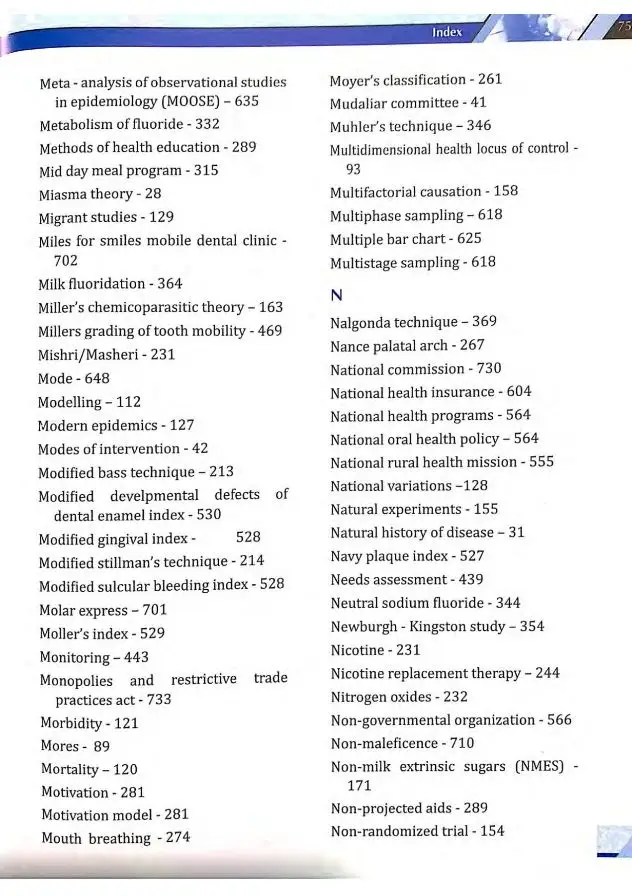 Index
75
Meta - analysis of observational studies
in epidemiology (MOOSE) – 635
Metabolism of fluoride - 332
Methods of health education - 289
Mid day meal program - 315
Miasma theory - 28
Migrant studies - 129
Miles for smiles mobile dental clinic -
702
Milk fluoridation - 364
Miller's chemicoparasitic theory – 163
Millers grading of tooth mobility - 469
Mishri/Masheri - 231
Mode - 648
Modelling – 112
Modern epidemics - 127
Modes of intervention - 42
Modified bass technique – 213
Modified develpmental defects of
dental enamel index - 530
Modified gingival index - 528
Modified stillman's technique - 214
Modified sulcular bleeding index - 528
Molar express – 701
Moller's index - 529
Monitoring – 443
Monopolies and restrictive trade
practices act - 733
Morbidity - 121
Mores - 89
Mortality – 120
Motivation - 281
Motivation model - 281
Mouth breathing - 274
Moyer's classification - 261
Mudaliar committee - 41
Muhler's technique – 346
Multidimensional health locus of control -
93
Multifactorial causation - 158
Multiphase sampling – 618
Multiple bar chart - 625
Multistage sampling - 618
N
Nalgonda technique – 369
Nance palatal arch - 267
National commission - 730
National health insurance - 604
National health programs - 564
National oral health policy – 564
National rural health mission - 555
National variations –128
Natural experiments - 155
Natural history of disease – 31
Navy plaque index - 527
Needs assessment - 439
Neutral sodium fluoride - 344
Newburgh - Kingston study – 354
Nicotine - 231
Nicotine replacement therapy – 244
Nitrogen oxides - 232
Non-governmental organization - 566
Non-maleficence - 710
Non-milk extrinsic sugars (NMES) -
171
Non-projected aids - 289
Non-randomized trial - 154